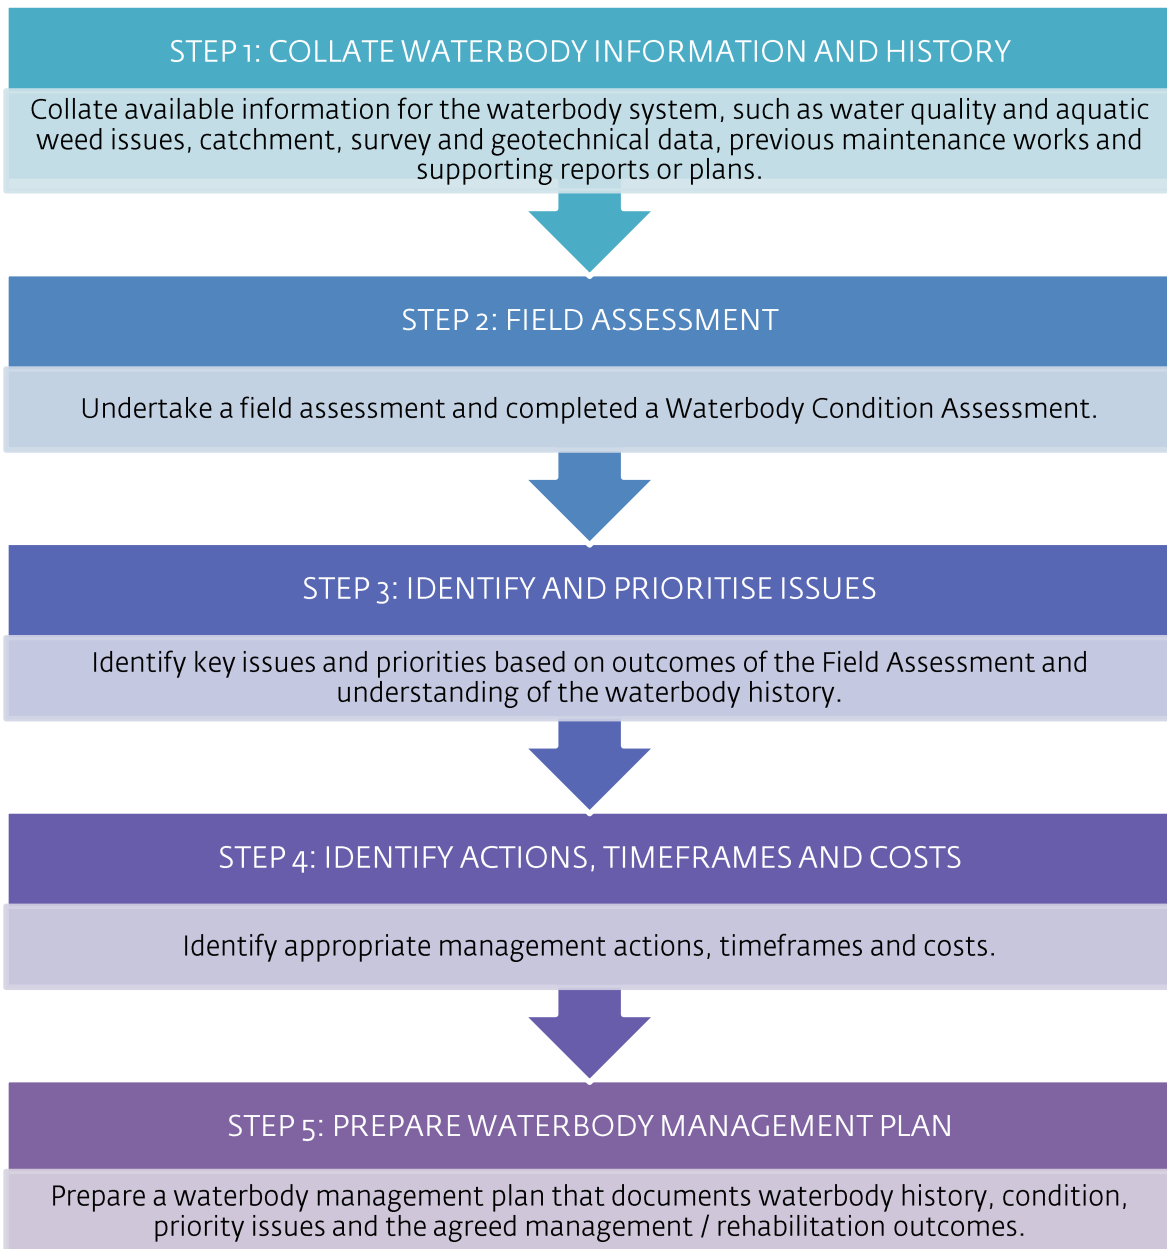 STEP 1: COLLATE WATERBODY INFORMATION AND HISTORY
Collate available information for the waterbody system, such as water quality and aquatic
weed issues, catchment, survey and geotechnical data, previous maintenance works and
supporting reports or plans.
STEP 2: FIELD ASSESSMENT
Undertake a field assessment and completed a Waterbody Condition Assessment.
STEP 3: IDENTIFY AND PRIORITISE ISSUES
Identify key issues and priorities based on outcomes of the Field Assessment and
understanding of the waterbody history.
STEP 4: IDENTIFY ACTIONS, TIMEFRAMES AND COSTS
Identify appropriate management actions, timeframes and costs.
STEP 5: PREPARE WATERBODY MANAGEMENT PLAN
Prepare a waterbody management plan that documents waterbody history, condition,
priority issues and the agreed management / rehabilitation outcomes.